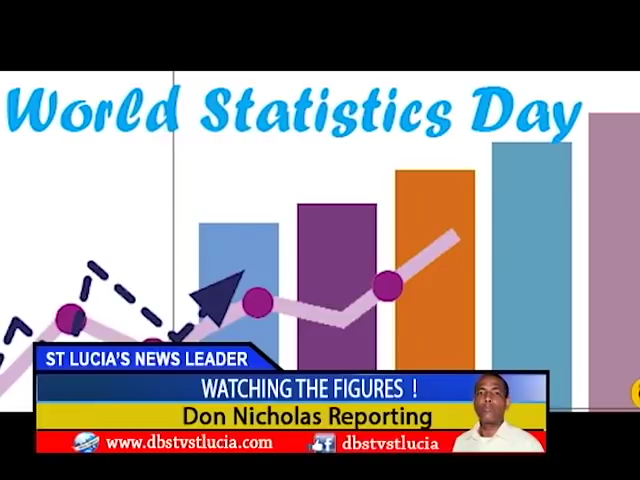 World Statistics Day
ST LUCIA'S NEWS LEADER
WATCHING THE FIGURES !
Don Nicholas Reporting
www.dbstvstlucia.com
dbstvstlucia